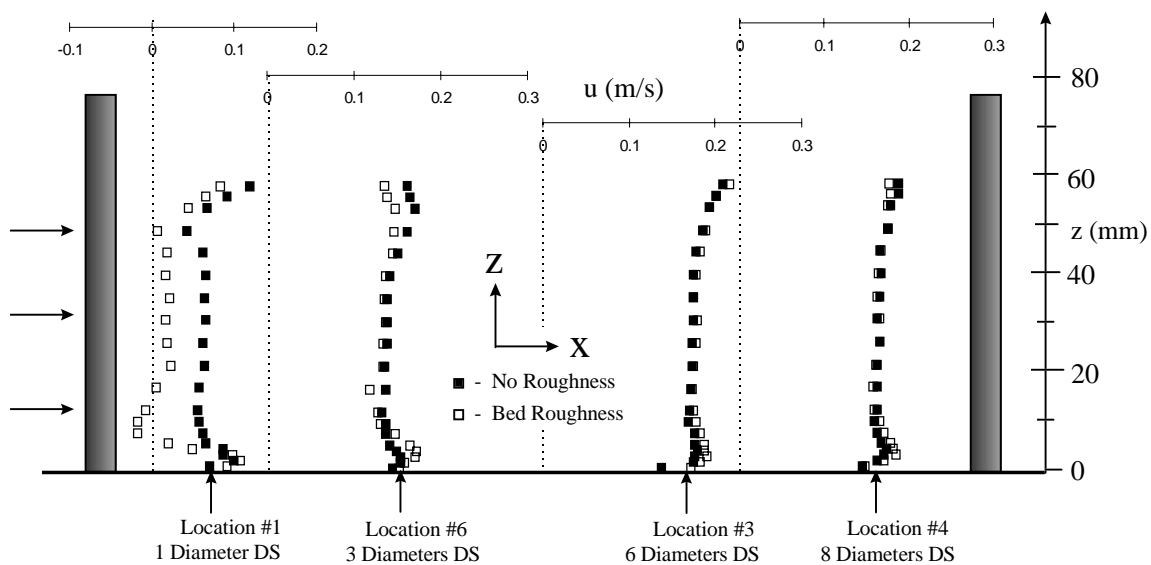 -0.1 0 0.1 0.2
0 0.1 0.2 0.3
0 0.1 0.2 0.3
u (m/s)
0 0.1 0.2 0.3
80
60
z (mm)
40
20
0
Z
X
- No Roughness
- Bed Roughness
Location #1
1 Diameter DS
Location #6
3 Diameters DS
Location #3
6 Diameters DS
Location #4
8 Diameters DS